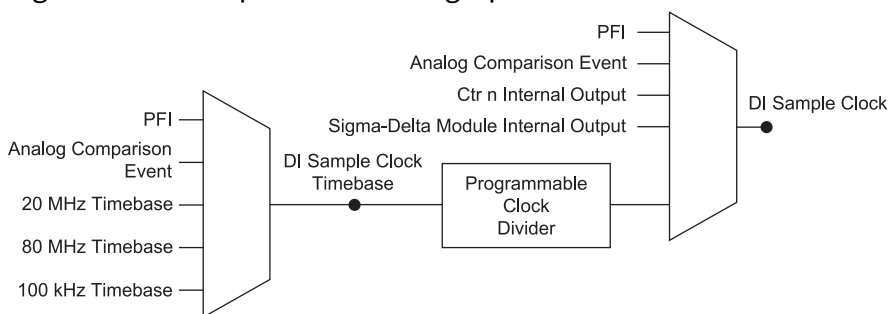 PFI
Analog Comparison Event
Ctr n Internal Output
Sigma-Delta Module Internal Output
DI Sample Clock
PFI
Analog Comparison
Event
20 MHz Timebase
80 MHz Timebase
100 kHz Timebase
DI Sample Clock
Timebase
Programmable
Clock
Divider